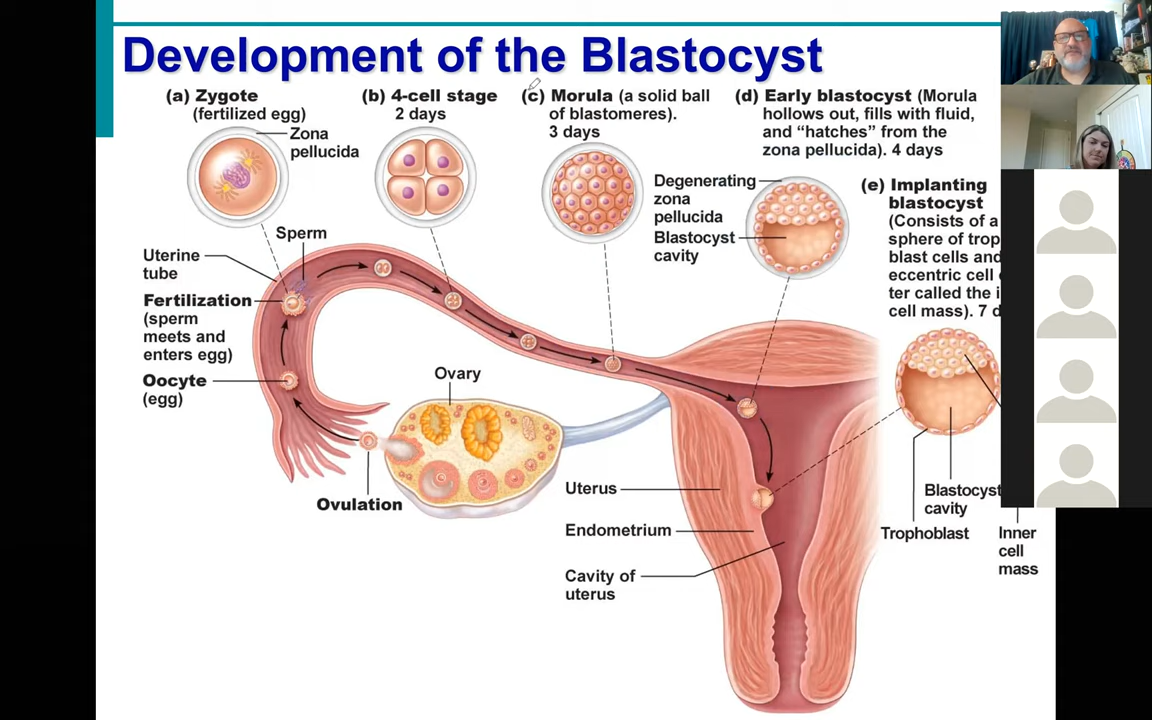 Development of the Blastocyst
(a) Zygote
(fertilized egg)
Zona
pellucida
(b) 4-cell stage
2 days
(c) Morula (a solid ball
of blastomeres).
3 days
(d) Early blastocyst (Morula
hollows out, fills with fluid,
and “hatches” from the
zona pellucida). 4 days
Degenerating
zona
pellucida
Blastocyst
cavity
(e) Implanting
blastocyst
(Consists of a
sphere of trop
blast cells and
eccentric cell
ter called the i
cell mass). 7 d
Sperm
Uterine
tube
Fertilization
(sperm
meets and
enters egg)
Oocyte
(egg)
Ovary
Ovulation
Uterus
Endometrium
Cavity of
uterus
Blastocyst
cavity
Trophoblast
Inner
cell
mass